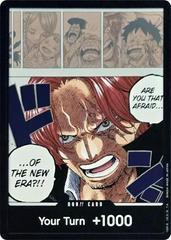 ARE
YOU
THAT
AFRAID...
...OF
THE NEW
ERA?!!
DON!! CARD
Your Turn +1000